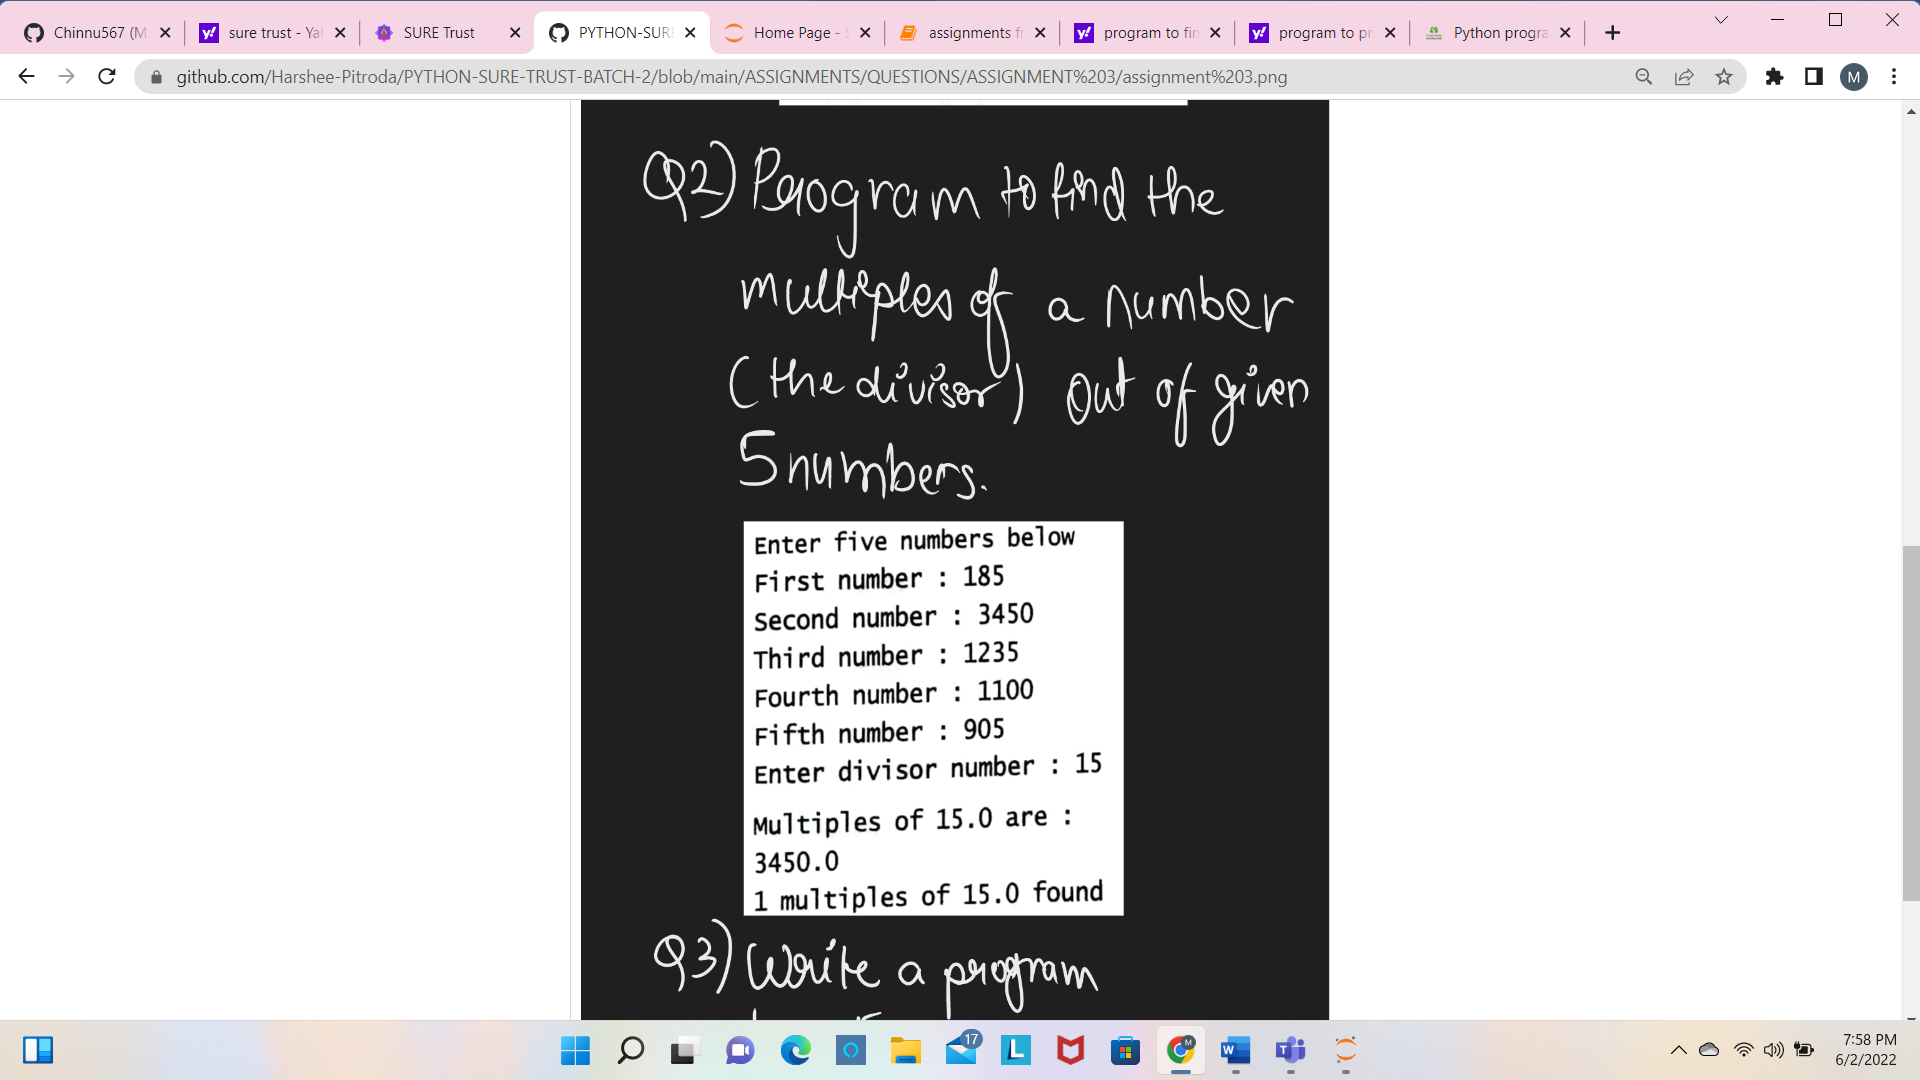 Chinnu567 (M
sure trust - Ya
SURE Trust
PYTHON-SUR
Home Page - S
assignments f
program to fin
program to pr
Python progra
github.com/Harshee-Pitroda/PYTHON-SURE-TRUST-BATCH-2/blob/main/ASSIGNMENTS/QUESTIONS/ASSIGNMENT%203/assignment%203.png
M
Q2) Program to find the
multiples of a number
(the divisor) out of given
5 numbers.
Enter five numbers below
First number : 185
Second number : 3450
Third number : 1235
Fourth number : 1100
Fifth number : 905
Enter divisor number : 15
Multiples of 15.0 are :
3450.0
1 multiples of 15.0 found
Q3) Write a program
17
7:58 PM
6/2/2022